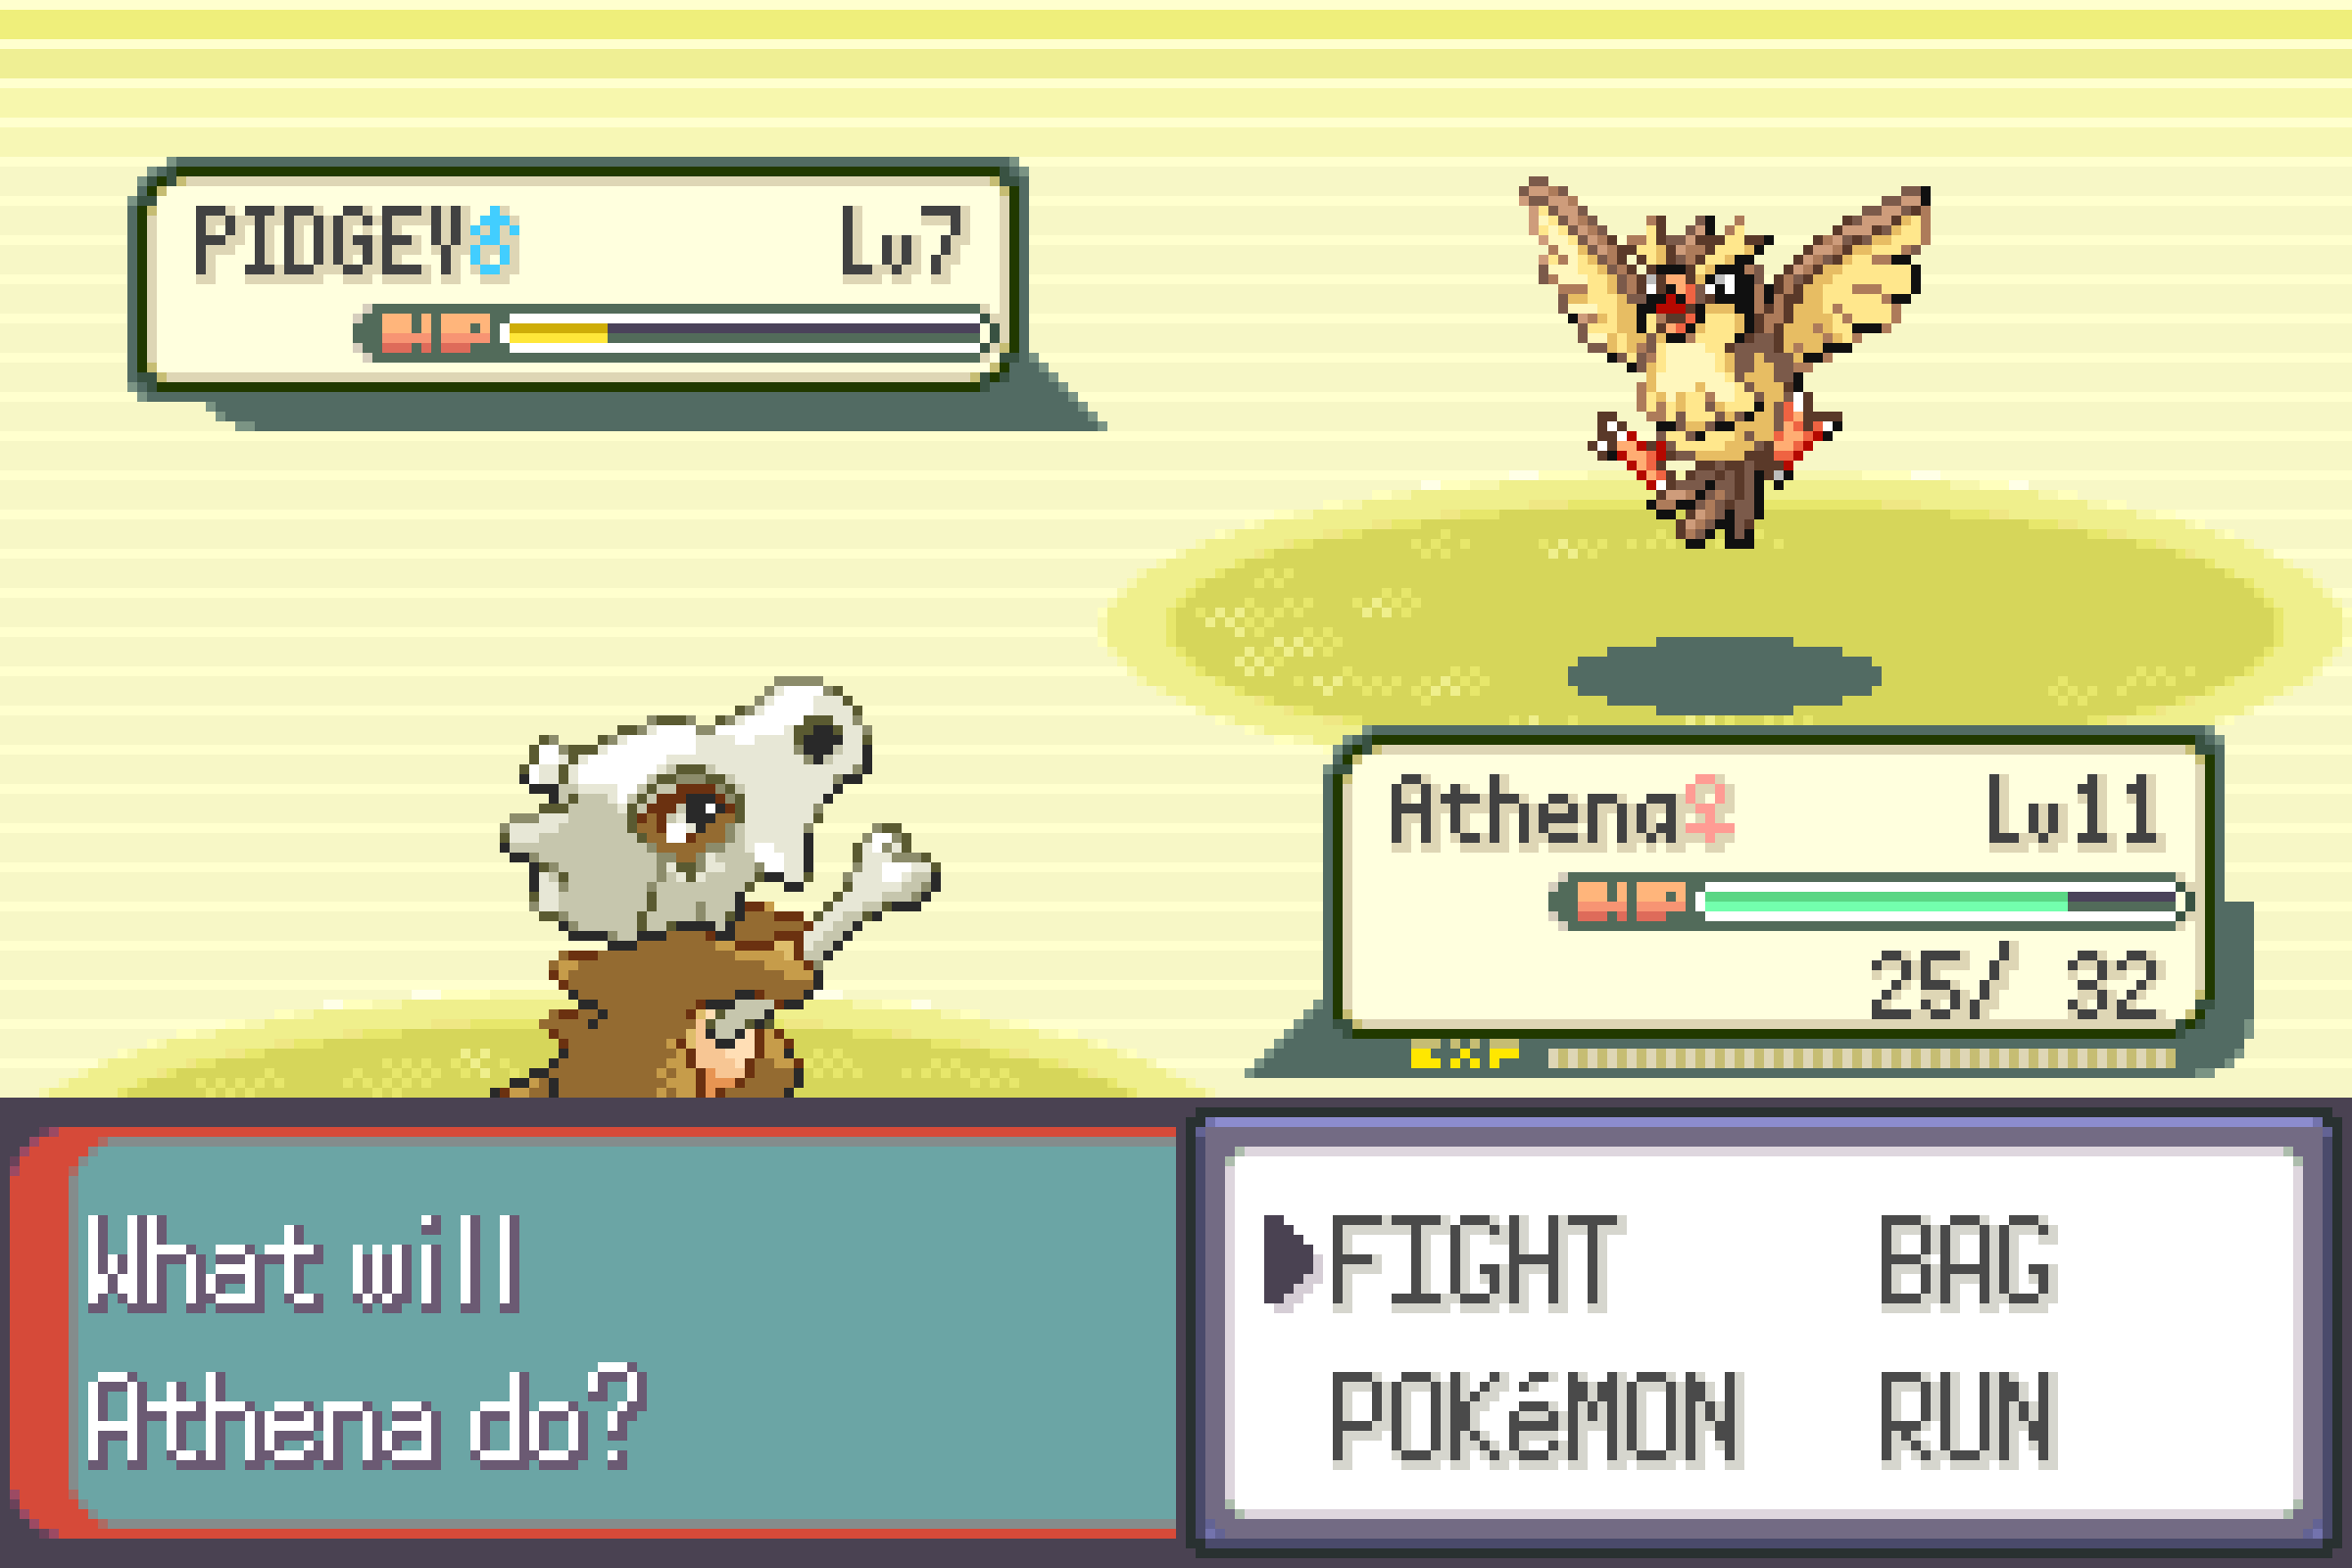 PIDGEY♂ Lv7
HP
Athena♀ Lv11
HP
25/ 32
EXP
What will
Athena do?
FIGHT BAG
POKéMON RUN